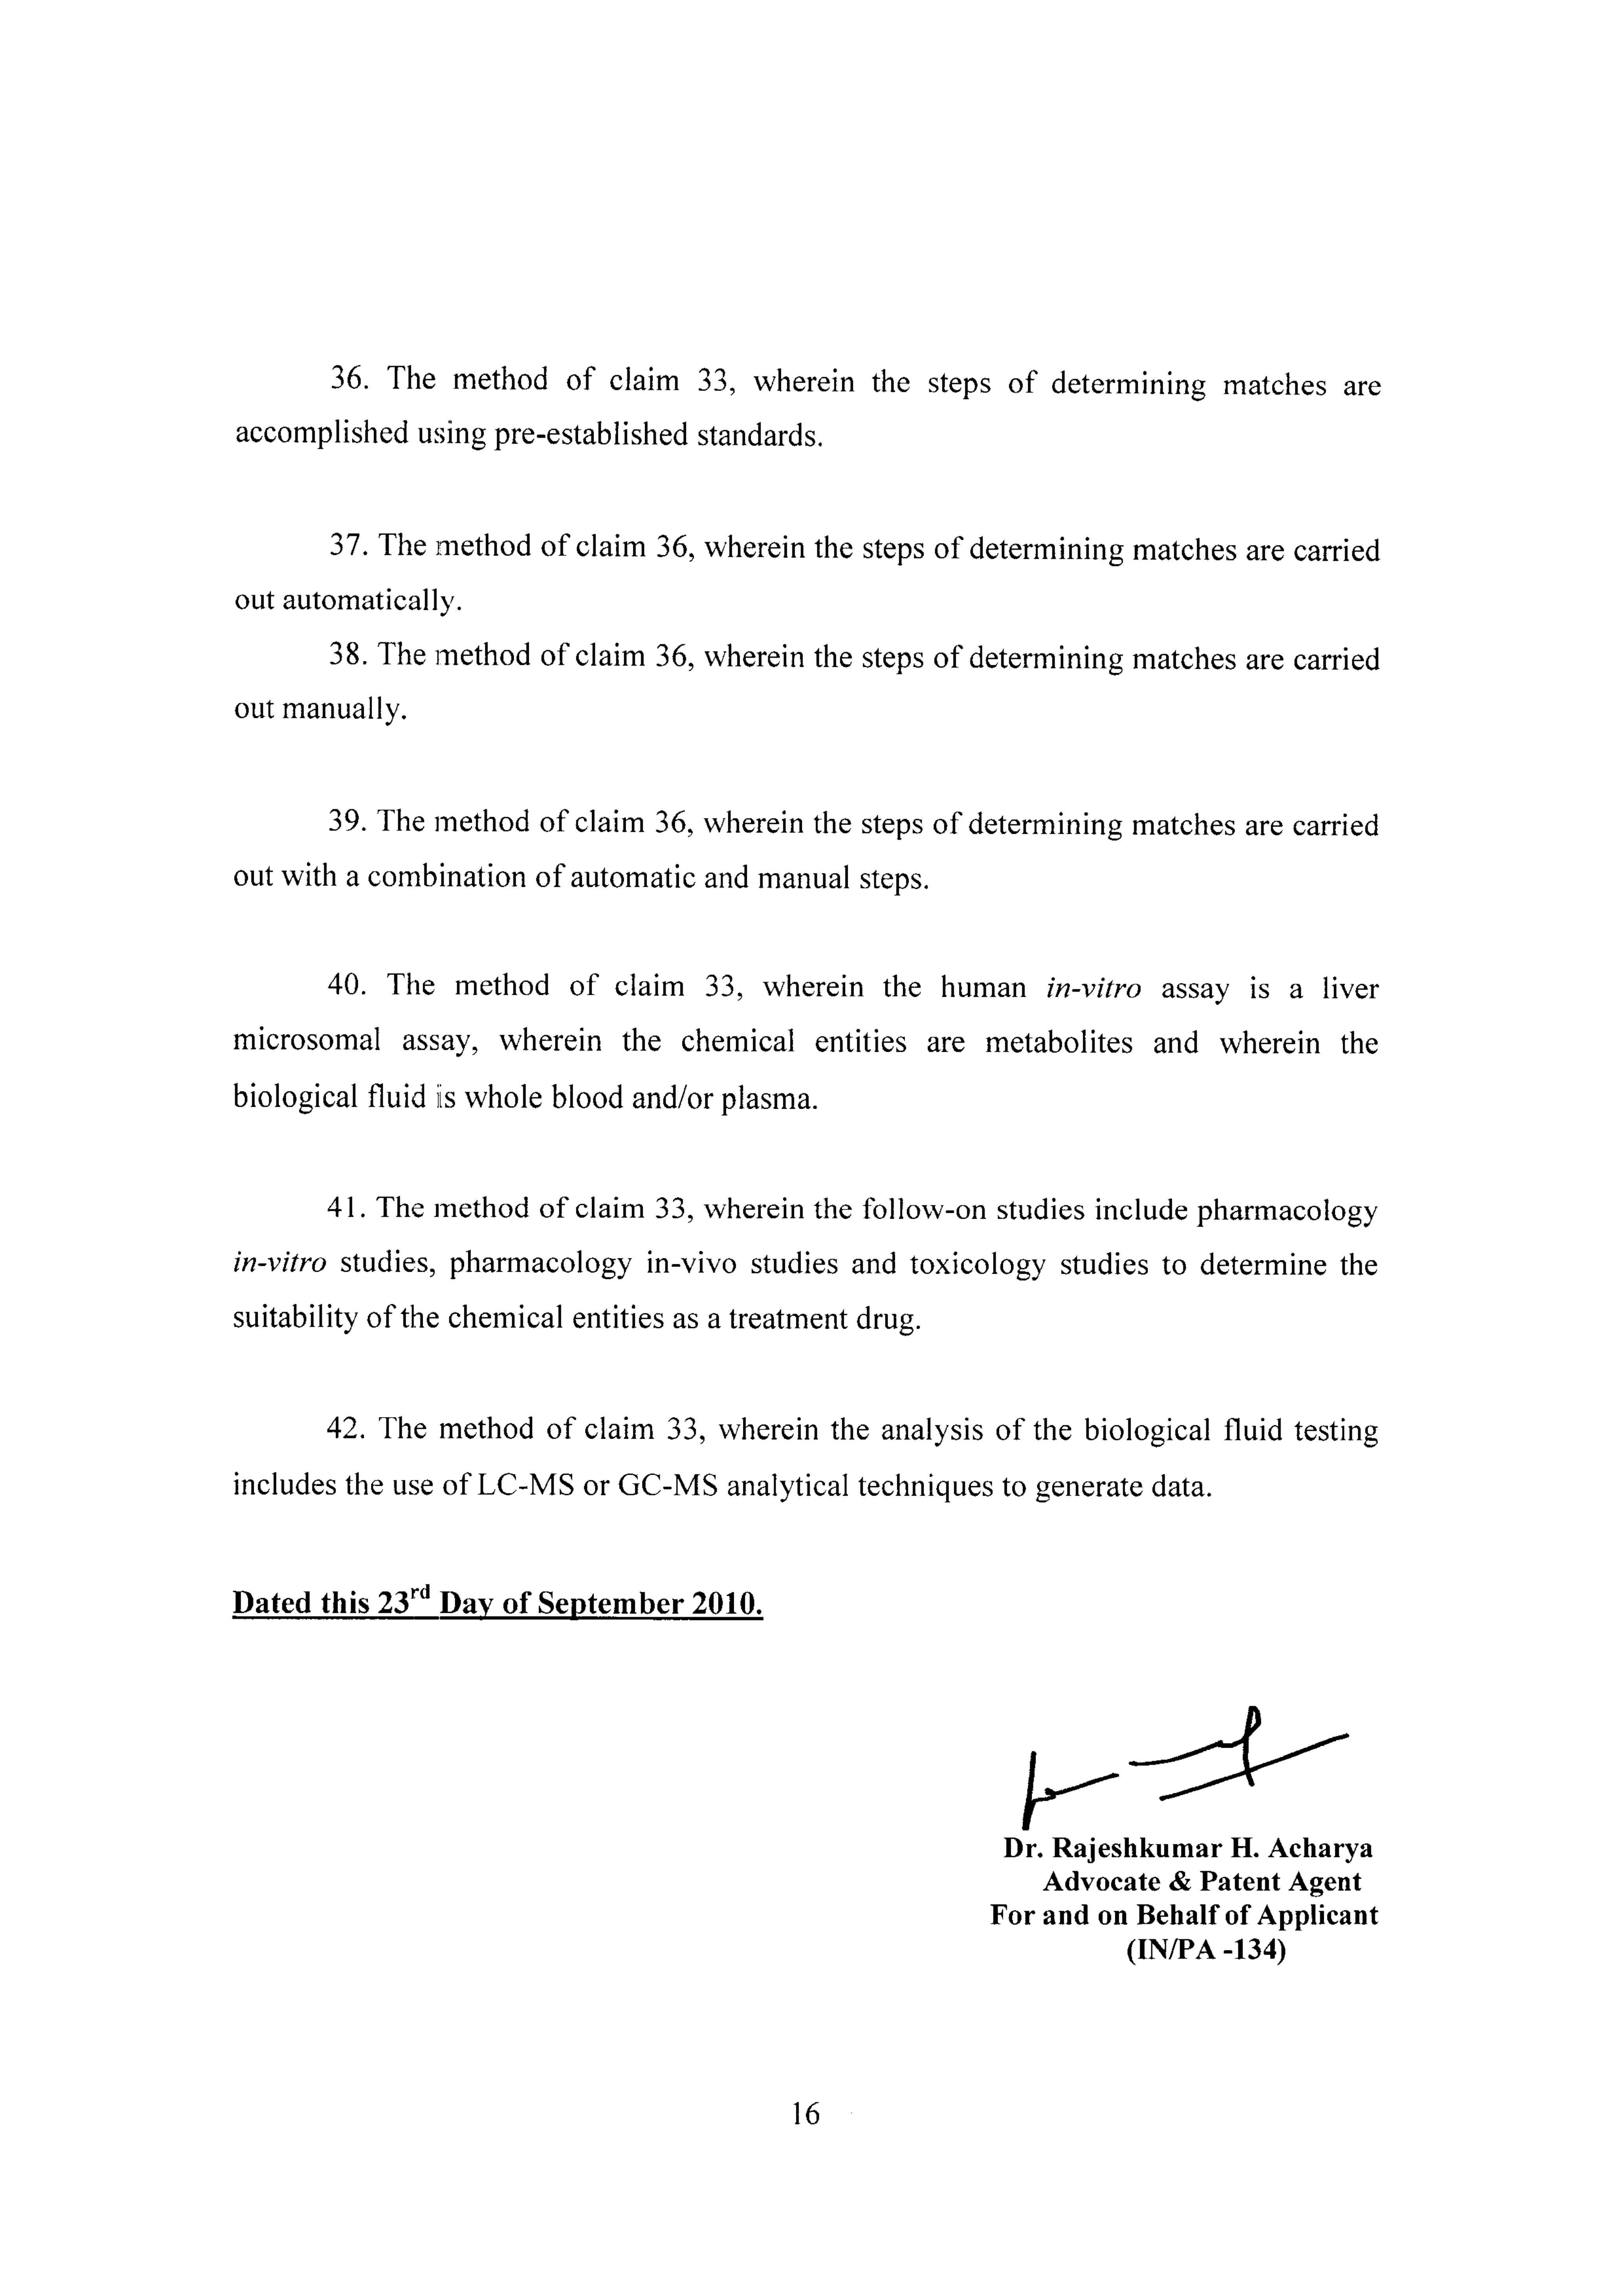 36. The method of claim 33, wherein the steps of determining matches are
accomplished using pre-established standards.
37. The method of claim 36, wherein the steps of determining matches are carried
out automatically.
38. The method of claim 36, wherein the steps of determining matches are carried
out manually.
39. The method of claim 36, wherein the steps of determining matches are carried
out with a combination of automatic and manual steps.
40. The method of claim 33, wherein the human in-vitro assay is a liver
microsomal assay, wherein the chemical entities are metabolites and wherein the
biological fluid is whole blood and/or plasma.
41. The method of claim 33, wherein the follow-on studies include pharmacology
in-vitro studies, pharmacology in-vivo studies and toxicology studies to determine the
suitability of the chemical entities as a treatment drug.
42. The method of claim 33, wherein the analysis of the biological fluid testing
includes the use of LC-MS or GC-MS analytical techniques to generate data.
Dated this 23rd Day of September 2010.
Dr. Rajeshkumar H. Acharya
Advocate & Patent Agent
For and on Behalf of Applicant
(IN/PA -134)
16